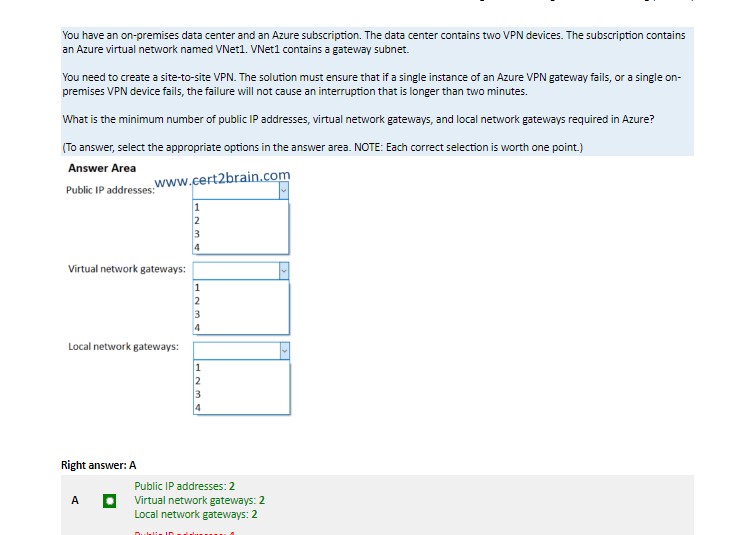 You have an on-premises data center and an Azure subscription. The data center contains two VPN devices. The subscription contains
an Azure virtual network named VNet1. VNet1 contains a gateway subnet.
You need to create a site-to-site VPN. The solution must ensure that if a single instance of an Azure VPN gateway fails, or a single on-
premises VPN device fails, the failure will not cause an interruption that is longer than two minutes.
What is the minimum number of public IP addresses, virtual network gateways, and local network gateways required in Azure?
(To answer, select the appropriate options in the answer area. NOTE: Each correct selection is worth one point.)
Answer Area
www.cert2brain.com
Public IP addresses:
1
2
3
4
Virtual network gateways:
1
2
3
4
Local network gateways:
1
2
3
4
Right answer: A
A
Public IP addresses: 2
Virtual network gateways: 2
Local network gateways: 2